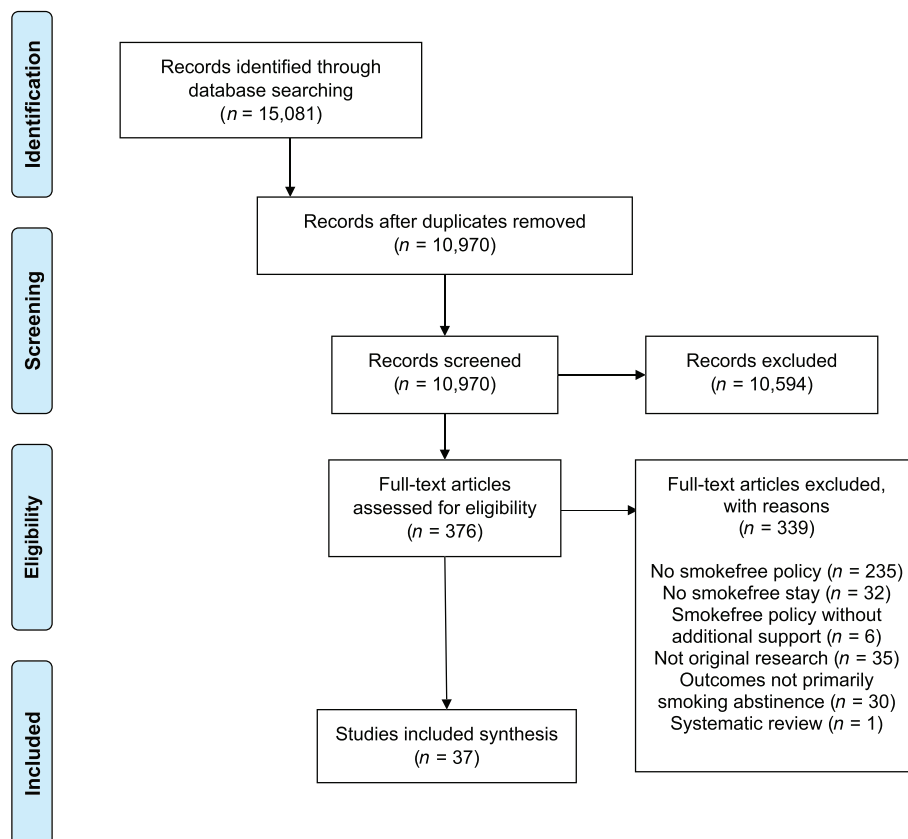 Identification
Records identified through
database searching
(n = 15,081)
Records after duplicates removed
(n = 10,970)
Screening
Records screened
(n = 10,970)
Records excluded
(n = 10,594)
Eligibility
Full-text articles
assessed for eligibility
(n = 376)
Full-text articles excluded,
with reasons
(n = 339)
No smokefree policy (n = 235)
No smokefree stay (n = 32)
Smokefree policy without
additional support (n = 6)
Not original research (n = 35)
Outcomes not primarily
smoking abstinence (n = 30)
Systematic review (n = 1)
Included
Studies included synthesis
(n = 37)